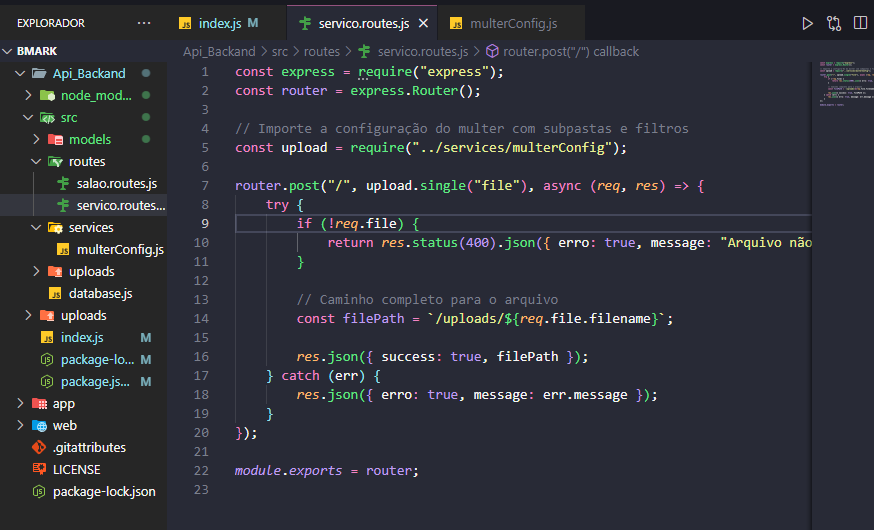 EXPLORADOR ···
JS index.js M
servico.routes.js ×
JS multerConfig.js
BMARK
Api_Backand > src > routes > servico.routes.js > router.post("/") callback
Api_Backand
node_mod...
src
models
routes
salao.routes.js
servico.routes...
services
JS multerConfig.js
uploads
JS database.js
uploads
JS index.js M
package-lo... M
package.js... M
app
web
.gitattributes
LICENSE
package-lock.json
1 const express = require("express");
2 const router = express.Router();
3
4 // Importe a configuração do multer com subpastas e filtros
5 const upload = require("../services/multerConfig");
6
7 router.post("/", upload.single("file"), async (req, res) => {
8 try {
9 if (!req.file) {
10 return res.status(400).json({ erro: true, message: "Arquivo não
11 }
12
13 // Caminho completo para o arquivo
14 const filePath = `/uploads/${req.file.filename}`;
15
16 res.json({ success: true, filePath });
17 } catch (err) {
18 res.json({ erro: true, message: err.message });
19 }
20 });
21
22 module.exports = router;
23